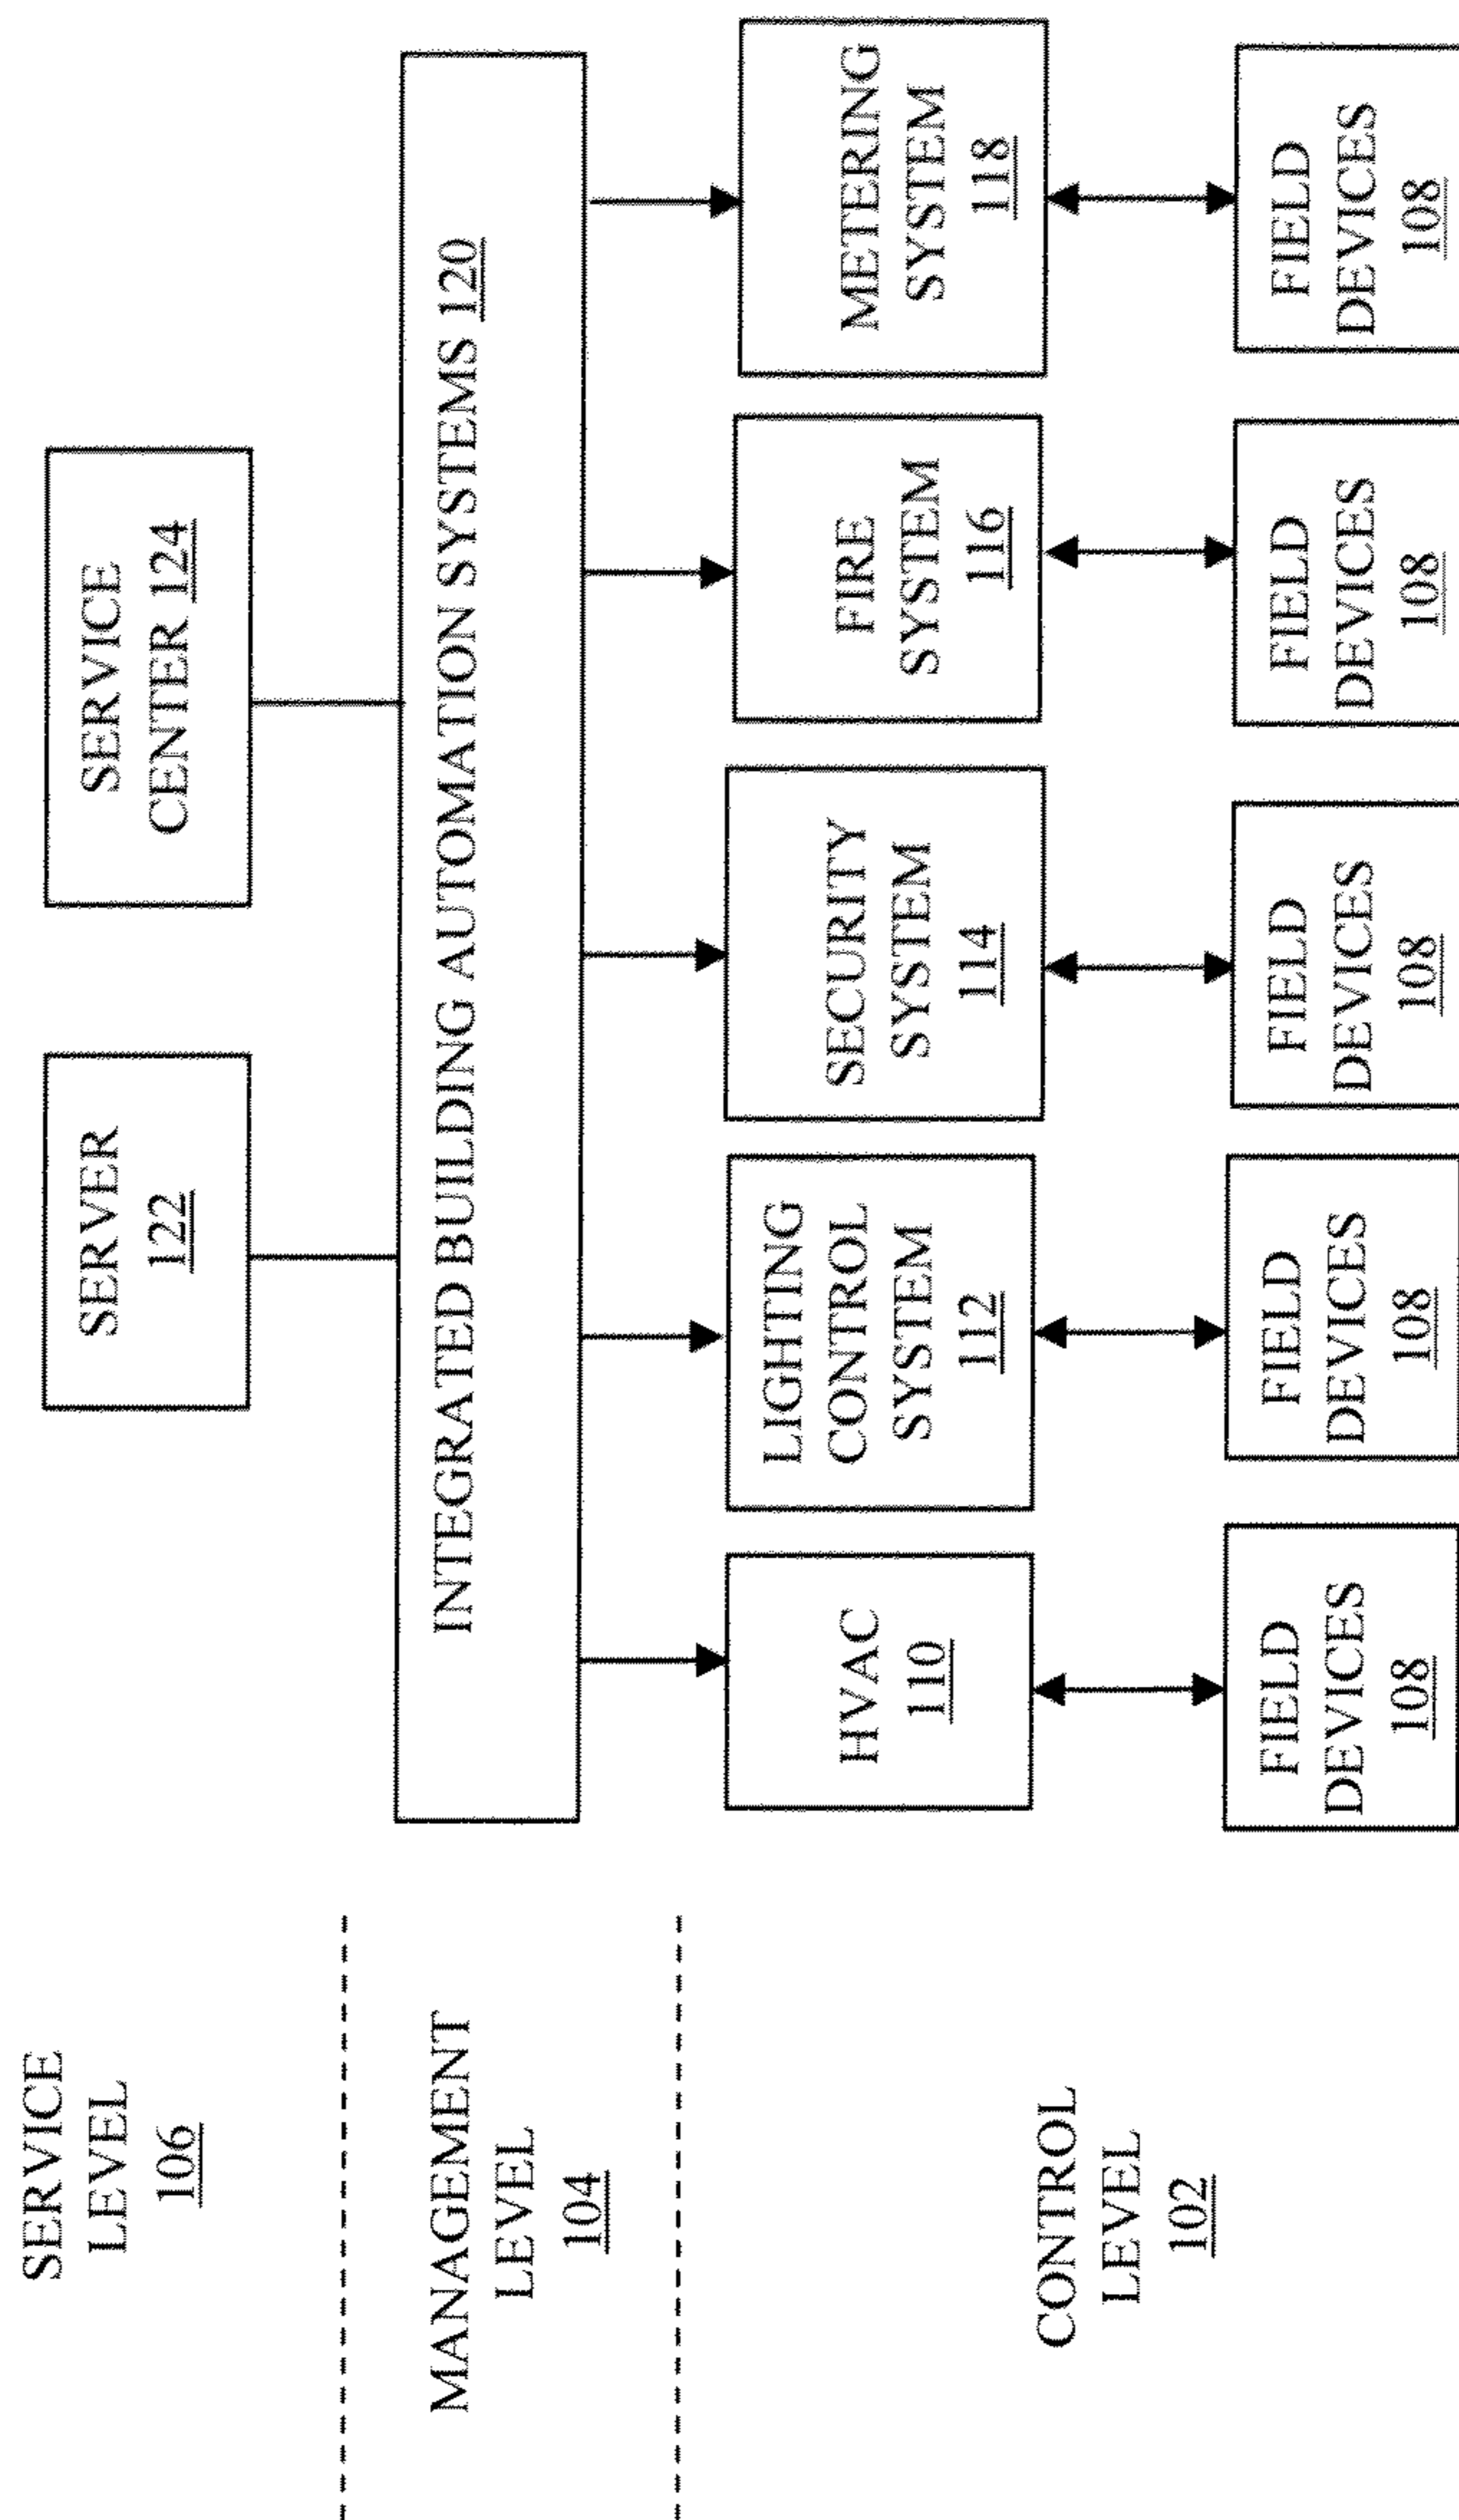 SERVICE
LEVEL
106
SERVER
122
SERVICE
CENTER 124
MANAGEMENT
LEVEL
104
INTEGRATED BUILDING AUTOMATION SYSTEMS 120
CONTROL
LEVEL
102
HVAC
110
LIGHTING
CONTROL
SYSTEM
112
SECURITY
SYSTEM
114
FIRE
SYSTEM
116
METERING
SYSTEM
118
FIELD
DEVICES
108
FIELD
DEVICES
108
FIELD
DEVICES
108
FIELD
DEVICES
108
FIELD
DEVICES
108